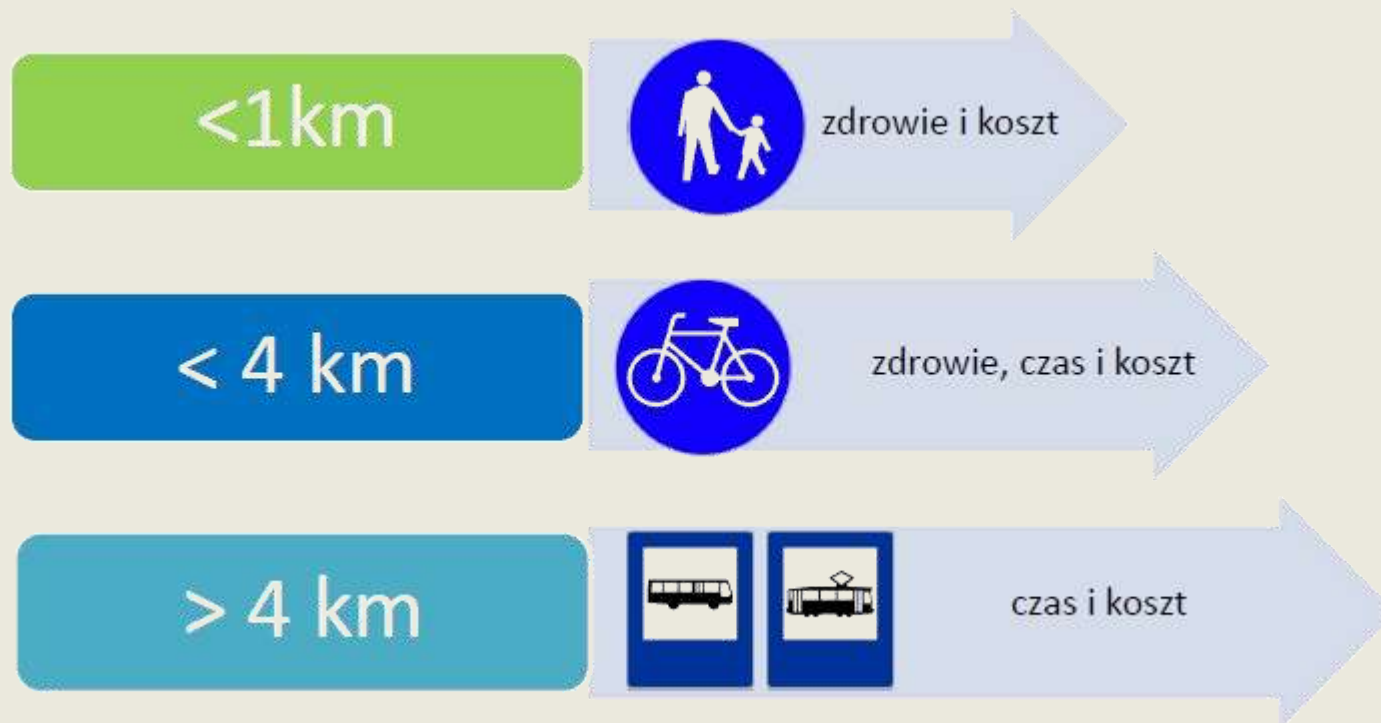 <1km
zdrowie i koszt
< 4 km
zdrowie, czas i koszt
> 4 km
czas i koszt